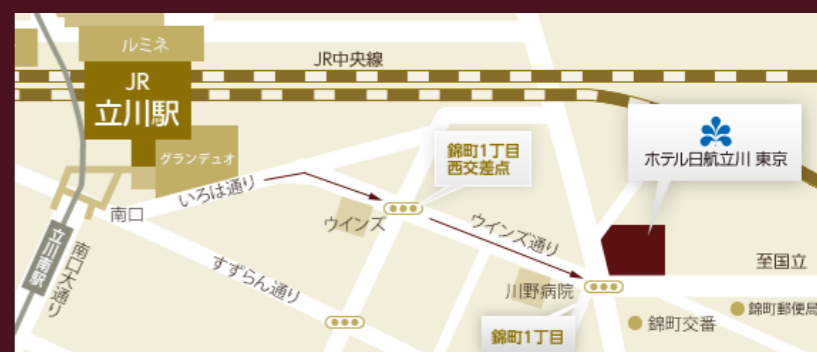 ルミネ
JR中央線
JR
立川駅
グランデュオ
錦町1丁目
西交差点
ホテル日航立川 東京
いろは通り
南口
ウインズ
ウインズ通り
立川南駅
南口大通り
すずらん通り
至国立
川野病院
錦町1丁目
錦町交番
錦町郵便局